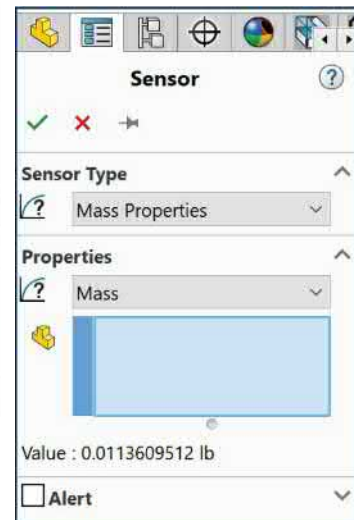 Sensor
?
Sensor Type
? Mass Properties
Properties
? Mass
Value : 0.0113609512 lb
Alert